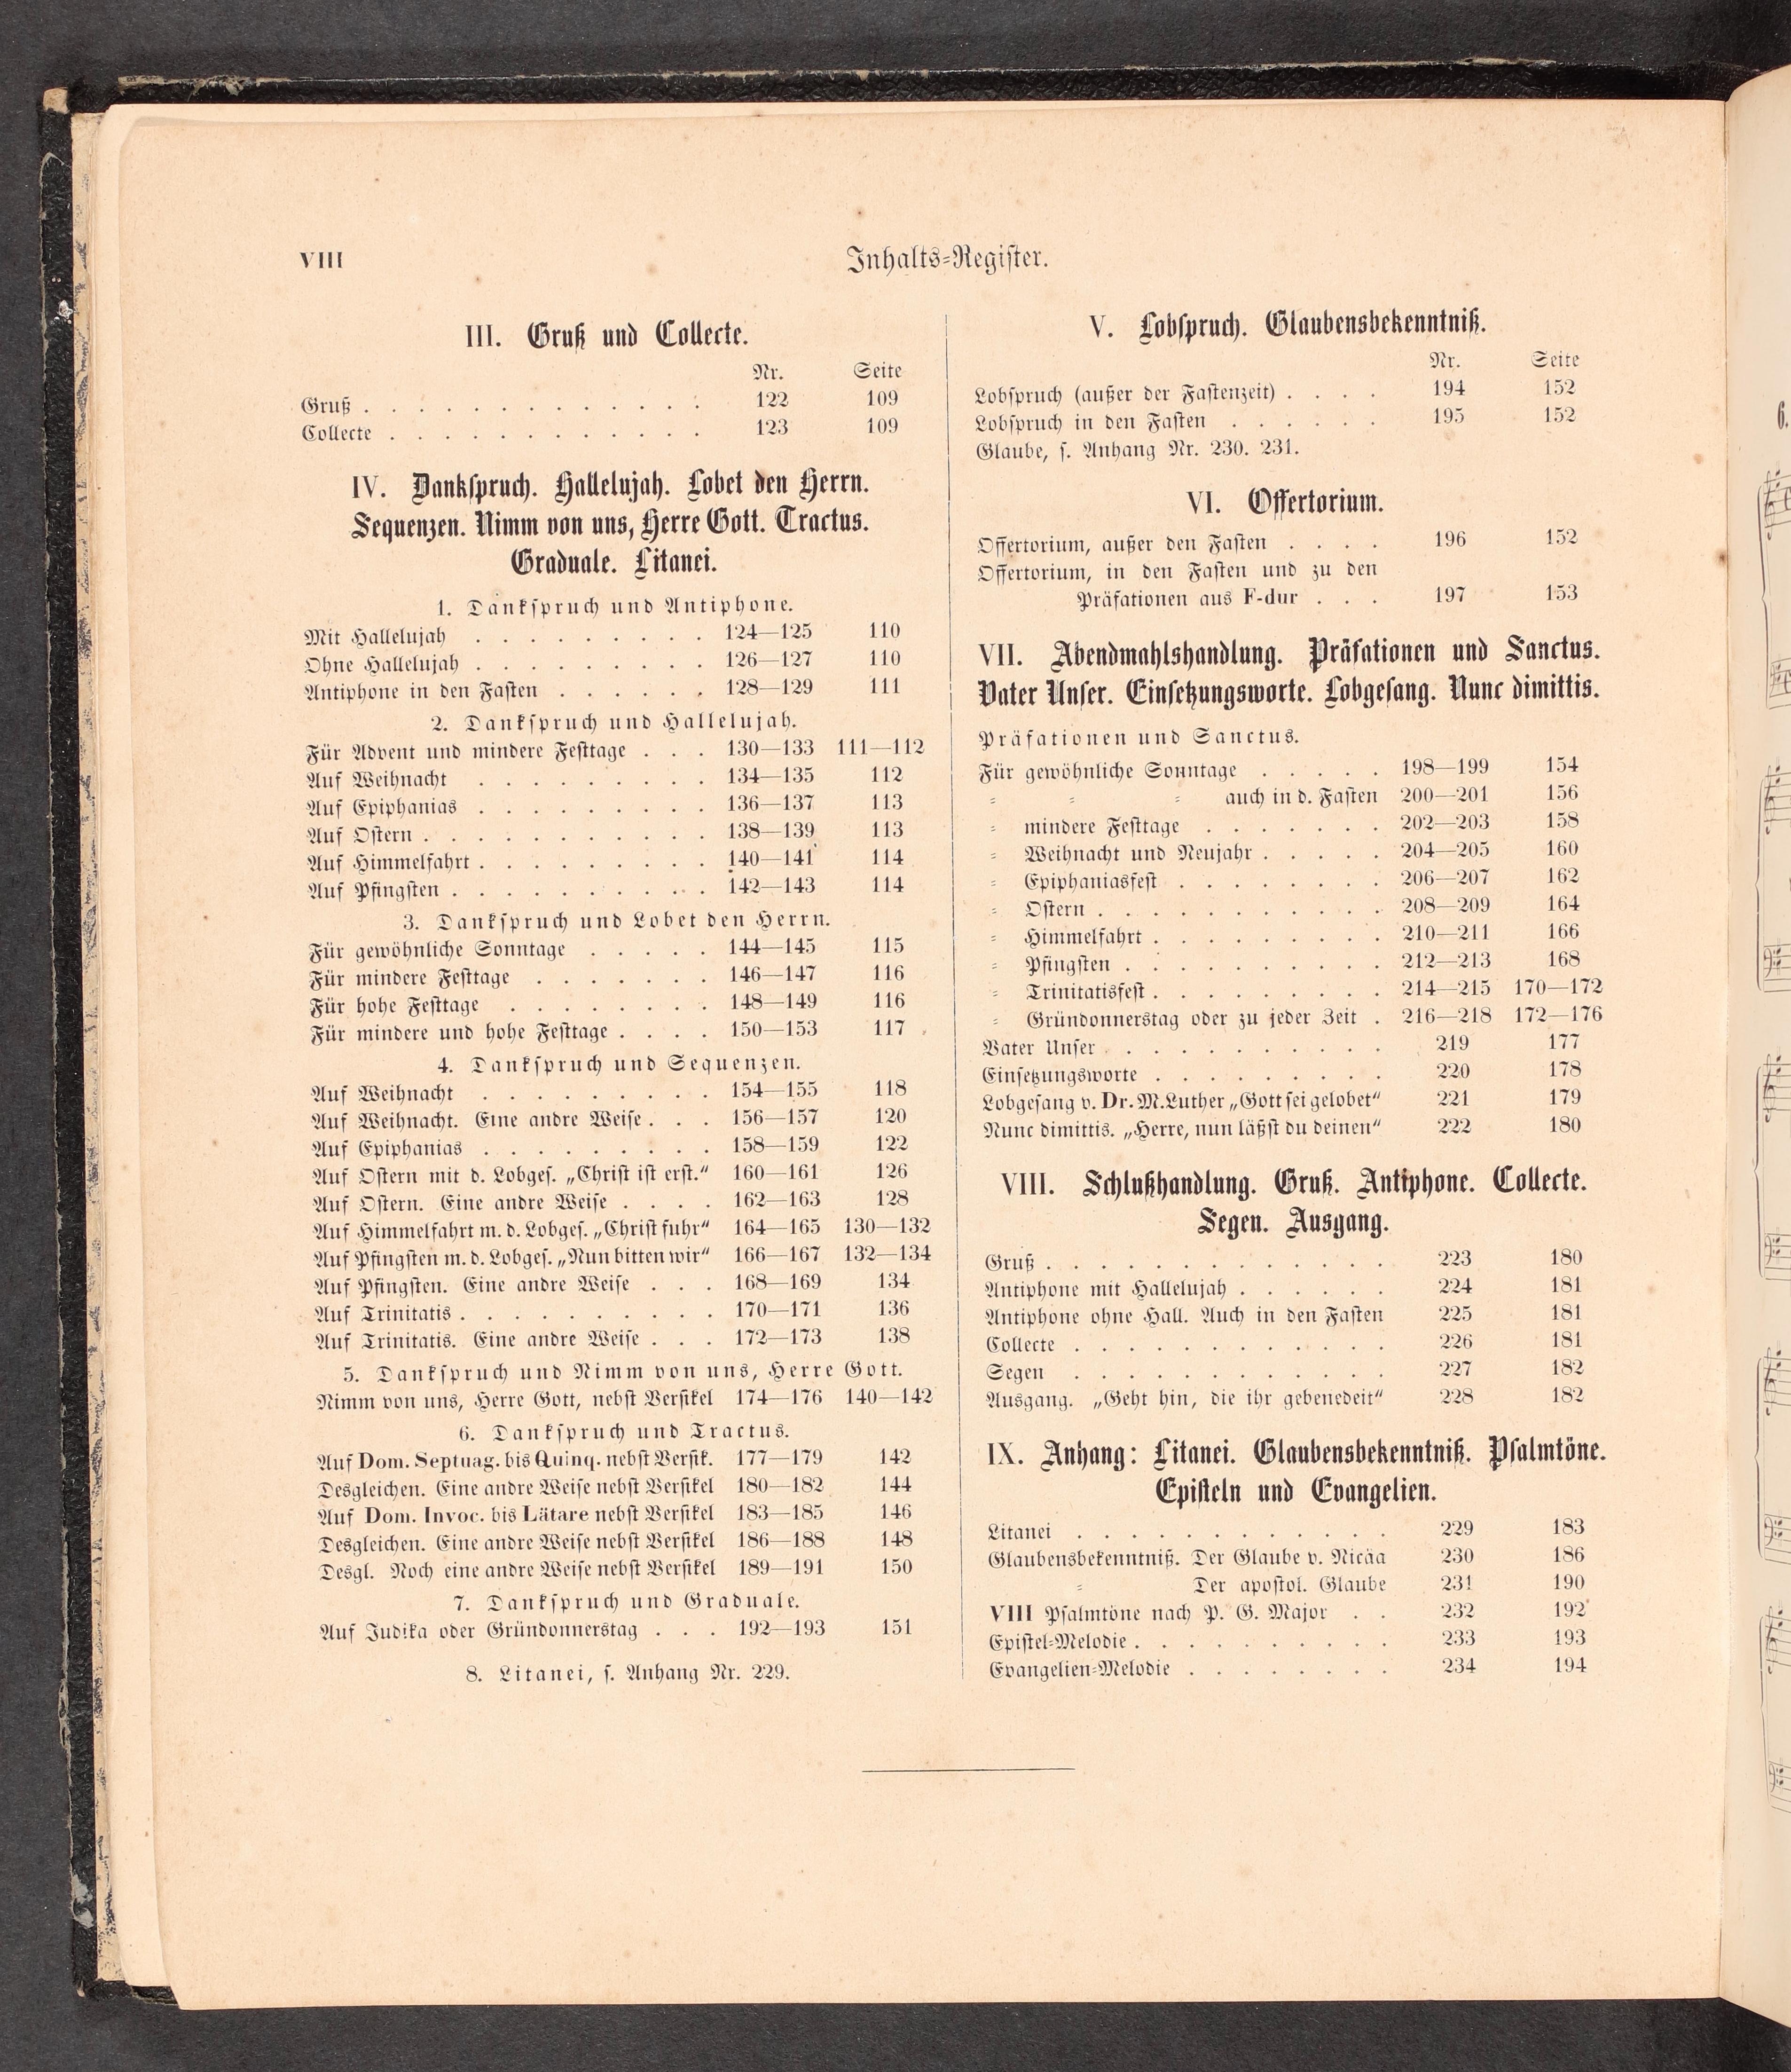 VIII
Inhalts-Register.
III. Gruß und Collecte.
Nr. Seite
Gruß . . . . . . . . . . . . . 122 109
Collecte . . . . . . . . . . . . 123 109
IV. Dankspruch. Hallelujah. Lobet den Herrn.
Sequenzen. Nimm von uns, Herre Gott. Tractus.
Graduale. Litanei.
1. Dankspruch und Antiphone.
Mit Hallelujah . . . . . . . . . 124—125 110
Ohne Hallelujah . . . . . . . . . 126—127 110
Antiphone in den Fasten . . . . . . 128—129 111
2. Dankspruch und Hallelujah.
Für Advent und mindere Festtage . . . 130—133 111—112
Auf Weihnacht . . . . . . . . . 134—135 112
Auf Epiphanias . . . . . . . . . 136—137 113
Auf Ostern . . . . . . . . . . . 138—139 113
Auf Himmelfahrt . . . . . . . . . 140—141 114
Auf Pfingsten . . . . . . . . . . 142—143 114
3. Dankspruch und Lobet den Herrn.
Für gewöhnliche Sonntage . . . . . 144—145 115
Für mindere Festtage . . . . . . . 146—147 116
Für hohe Festtage . . . . . . . . 148—149 116
Für mindere und hohe Festtage . . . . 150—153 117
4. Dankspruch und Sequenzen.
Auf Weihnacht . . . . . . . . . 154—155 118
Auf Weihnacht. Eine andre Weise . . . 156—157 120
Auf Epiphanias . . . . . . . . . 158—159 122
Auf Ostern mit d. Lobges. „Christ ist erst.“ 160—161 126
Auf Ostern. Eine andre Weise . . . . 162—163 128
Auf Himmelfahrt m. d. Lobges. „Christ fuhr“ 164—165 130—132
Auf Pfingsten m. d. Lobges. „Nun bitten wir“ 166—167 132—134
Auf Pfingsten. Eine andre Weise . . . 168—169 134
Auf Trinitatis . . . . . . . . . . 170—171 136
Auf Trinitatis. Eine andre Weise . . . 172—173 138
5. Dankspruch und Nimm von uns, Herre Gott.
Nimm von uns, Herre Gott, nebst Versikel 174—176 140—142
6. Dankspruch und Tractus.
Auf Dom. Septuag. bis Quinq. nebst Versik. 177—179 142
Desgleichen. Eine andre Weise nebst Versikel 180—182 144
Auf Dom. Invoc. bis Lätare nebst Versikel 183—185 146
Desgleichen. Eine andre Weise nebst Versikel 186—188 148
Desgl. Noch eine andre Weise nebst Versikel 189—191 150
7. Dankspruch und Graduale.
Auf Judika oder Gründonnerstag . . . 192—193 151
8. Litanei, s. Anhang Nr. 229.
V. Lobspruch. Glaubensbekenntniß.
Nr. Seite
Lobspruch (außer der Fastenzeit) . . . . 194 152
Lobspruch in den Fasten . . . . . . 195 152
Glaube, s. Anhang Nr. 230. 231.
VI. Offertorium.
Offertorium, außer den Fasten . . . . 196 152
Offertorium, in den Fasten und zu den
Präfationen aus F-dur . . . 197 153
VII. Abendmahlshandlung. Präfationen und Sanctus.
Vater Unser. Einsetzungsworte. Lobgesang. Nunc dimittis.
Präfationen und Sanctus.
Für gewöhnliche Sonntage . . . . . 198—199 154
= = = auch in d. Fasten 200—201 156
= mindere Festtage . . . . . . . 202—203 158
= Weihnacht und Neujahr . . . . . 204—205 160
= Epiphaniasfest . . . . . . . . 206—207 162
= Ostern . . . . . . . . . . . 208—209 164
= Himmelfahrt . . . . . . . . . 210—211 166
= Pfingsten . . . . . . . . . . 212—213 168
= Trinitatisfest . . . . . . . . . 214—215 170—172
= Gründonnerstag oder zu jeder Zeit . 216—218 172—176
Vater Unser . . . . . . . . . . . 219 177
Einsetzungsworte . . . . . . . . . 220 178
Lobgesang v. Dr. M. Luther „Gott sei gelobet“ 221 179
Nunc dimittis. „Herre, nun läßst du deinen“ 222 180
VIII. Schlußhandlung. Gruß. Antiphone. Collecte.
Segen. Ausgang.
Gruß . . . . . . . . . . . . . 223 180
Antiphone mit Hallelujah . . . . . . 224 181
Antiphone ohne Hall. Auch in den Fasten 225 181
Collecte . . . . . . . . . . . . 226 181
Segen . . . . . . . . . . . . 227 182
Ausgang. „Geht hin, die ihr gebenedeit“ 228 182
IX. Anhang: Litanei. Glaubensbekenntniß. Psalmtöne.
Episteln und Evangelien.
Litanei . . . . . . . . . . . . 229 183
Glaubensbekenntniß. Der Glaube v. Nicäa 230 186
= Der apostol. Glaube 231 190
VIII Psalmtöne nach P. G. Major . . 232 192
Epistel-Melodie . . . . . . . . . . 233 193
Evangelien-Melodie . . . . . . . . 234 194
6.